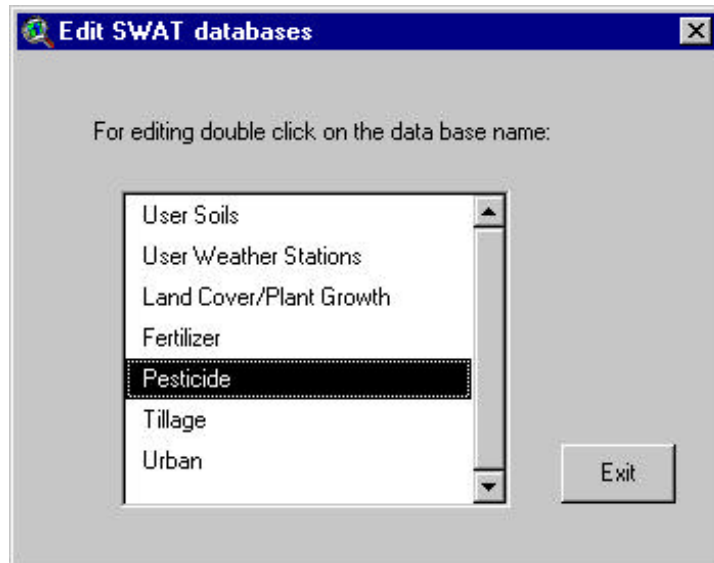 Edit SWAT databases
For editing double click on the data base name:
User Soils
User Weather Stations
Land Cover/Plant Growth
Fertilizer
Pesticide
Tillage
Urban
Exit